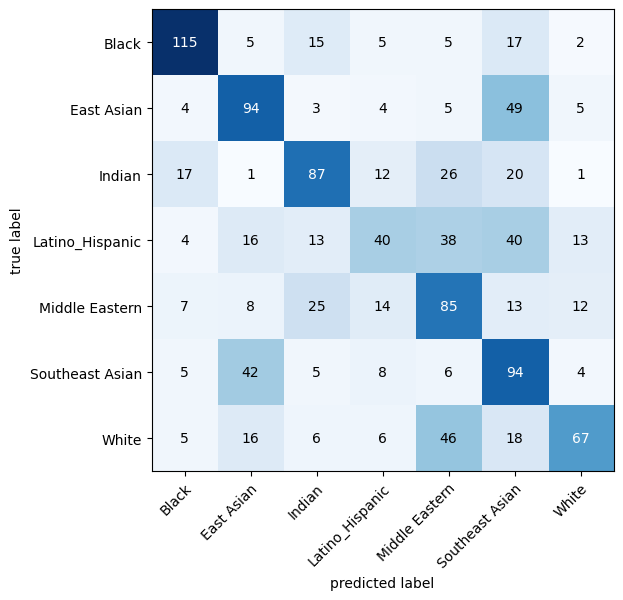 Black 115 5 15 5 5 17 2
East Asian 4 94 3 4 5 49 5
Indian 17 1 87 12 26 20 1
Latino_Hispanic 4 16 13 40 38 40 13
Middle Eastern 7 8 25 14 85 13 12
Southeast Asian 5 42 5 8 6 94 4
White 5 16 6 6 46 18 67
true label
Black East Asian Indian Latino_Hispanic Middle Eastern Southeast Asian White
predicted label